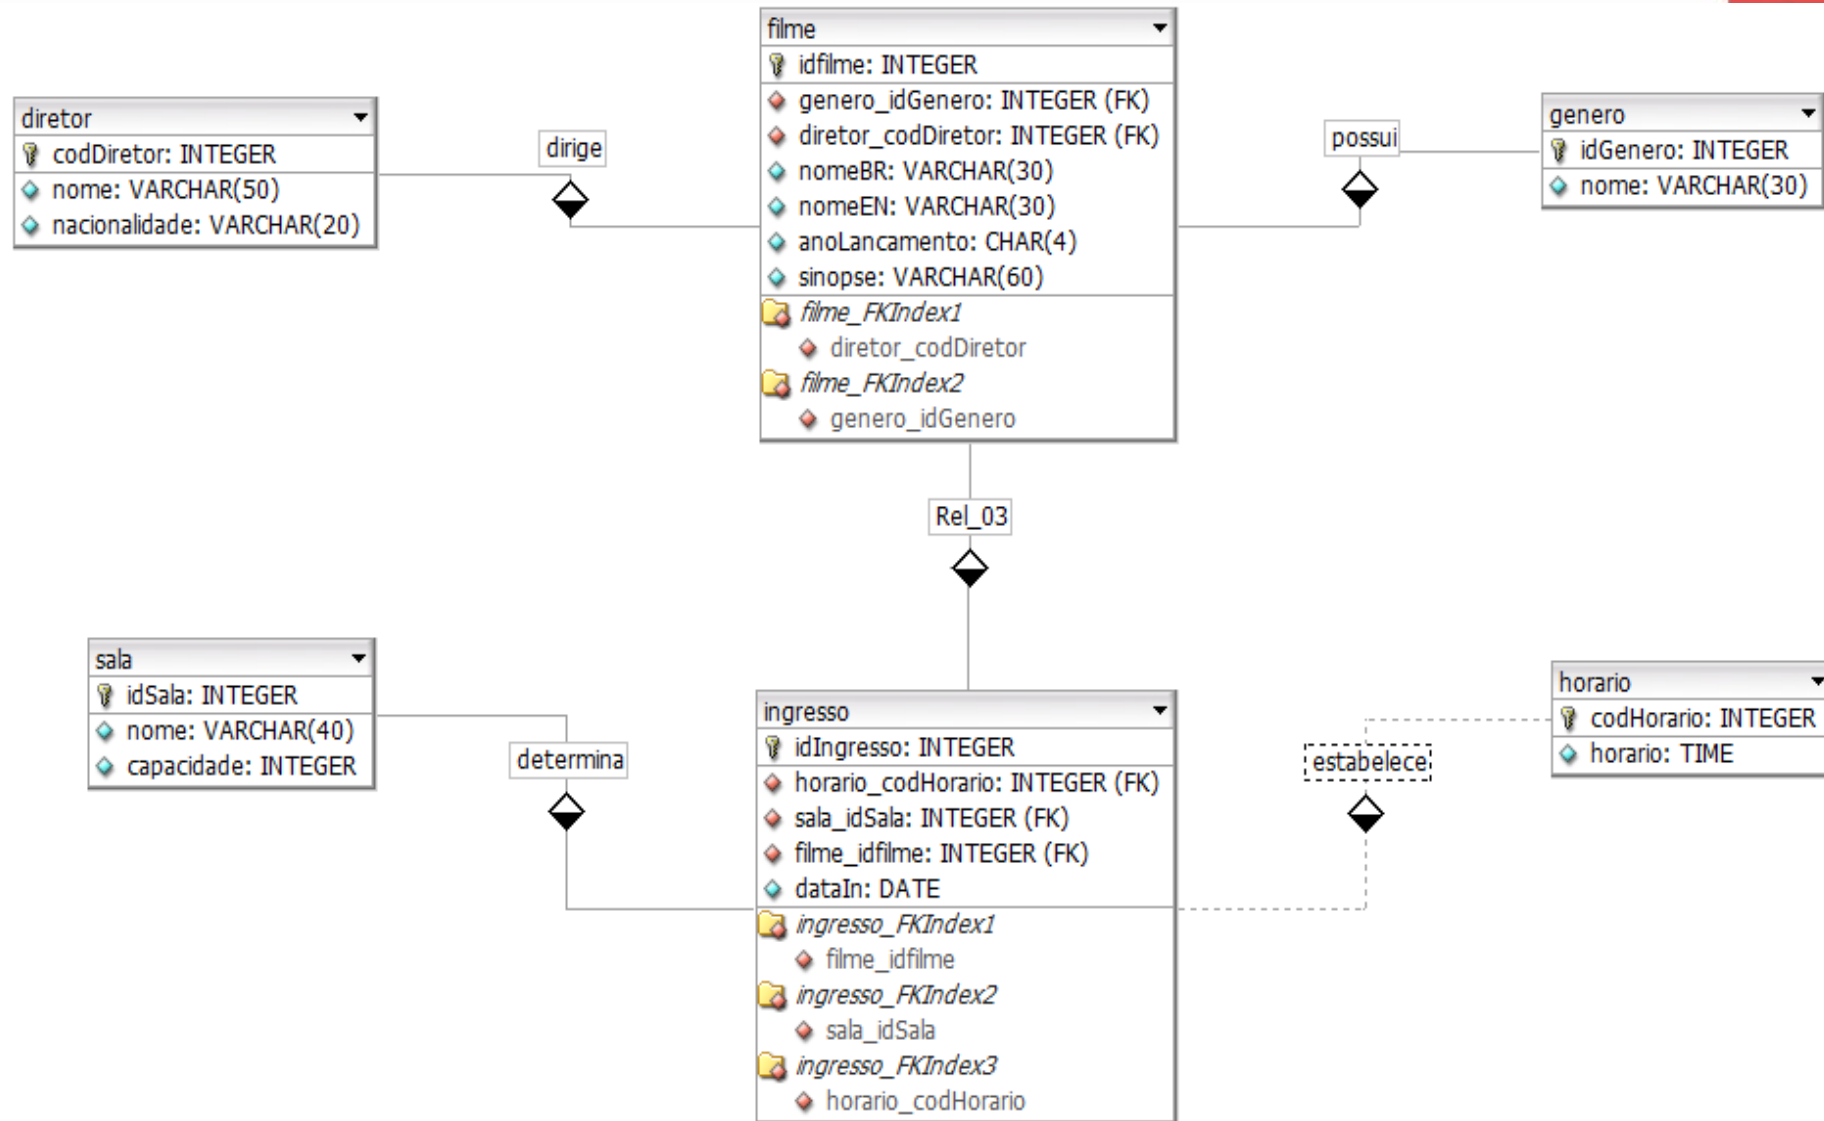 filme
idfilme: INTEGER
genero_idGenero: INTEGER (FK)
diretor_codDiretor: INTEGER (FK)
nomeBR: VARCHAR(30)
nomeEN: VARCHAR(30)
anoLancamento: CHAR(4)
sinopse: VARCHAR(60)
filme_FKIndex1
diretor_codDiretor
filme_FKIndex2
genero_idGenero
diretor
codDiretor: INTEGER
nome: VARCHAR(50)
nacionalidade: VARCHAR(20)
dirige
possui
genero
idGenero: INTEGER
nome: VARCHAR(30)
Rel_03
sala
idSala: INTEGER
nome: VARCHAR(40)
capacidade: INTEGER
determina
ingresso
idIngresso: INTEGER
horario_codHorario: INTEGER (FK)
sala_idSala: INTEGER (FK)
filme_idfilme: INTEGER (FK)
dataIn: DATE
ingresso_FKIndex1
filme_idfilme
ingresso_FKIndex2
sala_idSala
ingresso_FKIndex3
horario_codHorario
estabelece
horario
codHorario: INTEGER
horario: TIME